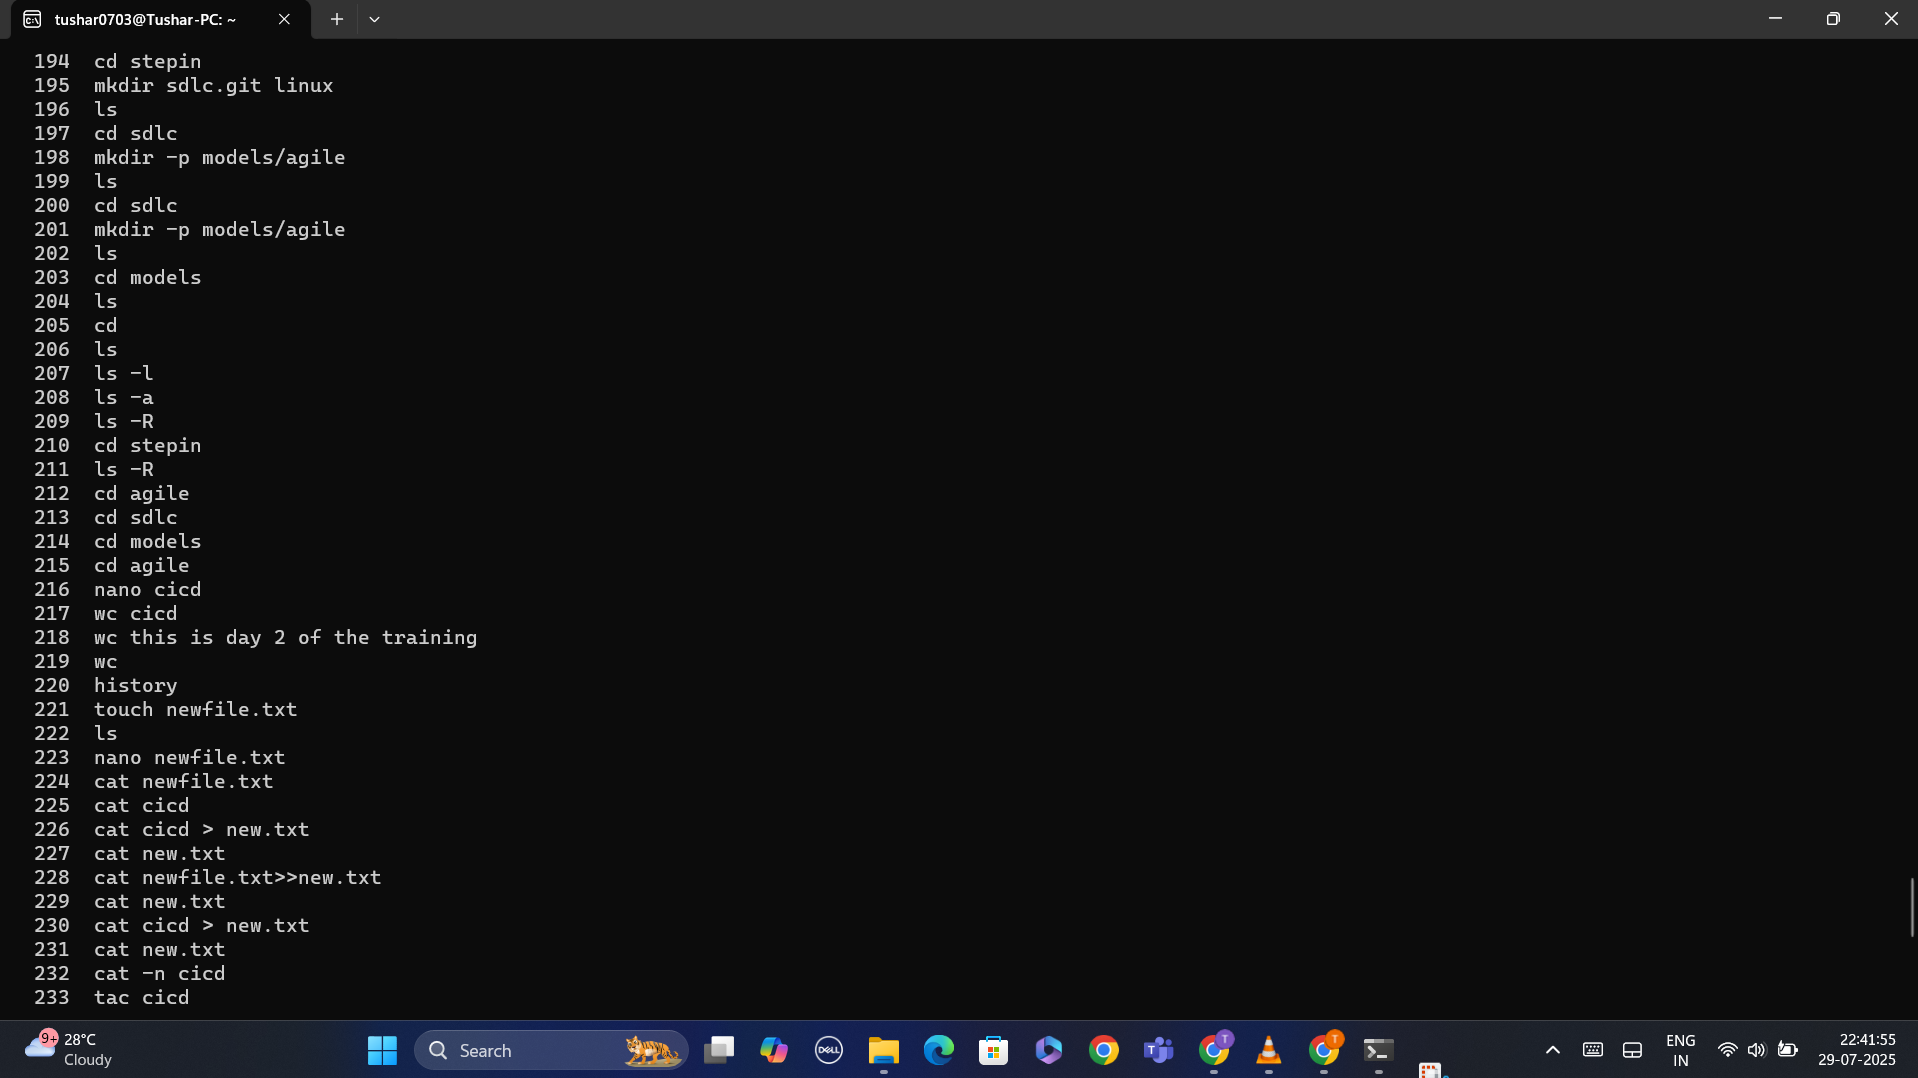 tushar0703@Tushar-PC: ~
194 cd stepin
195 mkdir sdlc.git linux
196 ls
197 cd sdlc
198 mkdir -p models/agile
199 ls
200 cd sdlc
201 mkdir -p models/agile
202 ls
203 cd models
204 ls
205 cd
206 ls
207 ls -l
208 ls -a
209 ls -R
210 cd stepin
211 ls -R
212 cd agile
213 cd sdlc
214 cd models
215 cd agile
216 nano cicd
217 wc cicd
218 wc this is day 2 of the training
219 wc
220 history
221 touch newfile.txt
222 ls
223 nano newfile.txt
224 cat newfile.txt
225 cat cicd
226 cat cicd > new.txt
227 cat new.txt
228 cat newfile.txt>>new.txt
229 cat new.txt
230 cat cicd > new.txt
231 cat new.txt
232 cat -n cicd
233 tac cicd
9+ 28°C
Cloudy
Search
DELL
T
T
T
ENG
IN
22:41:55
29-07-2025